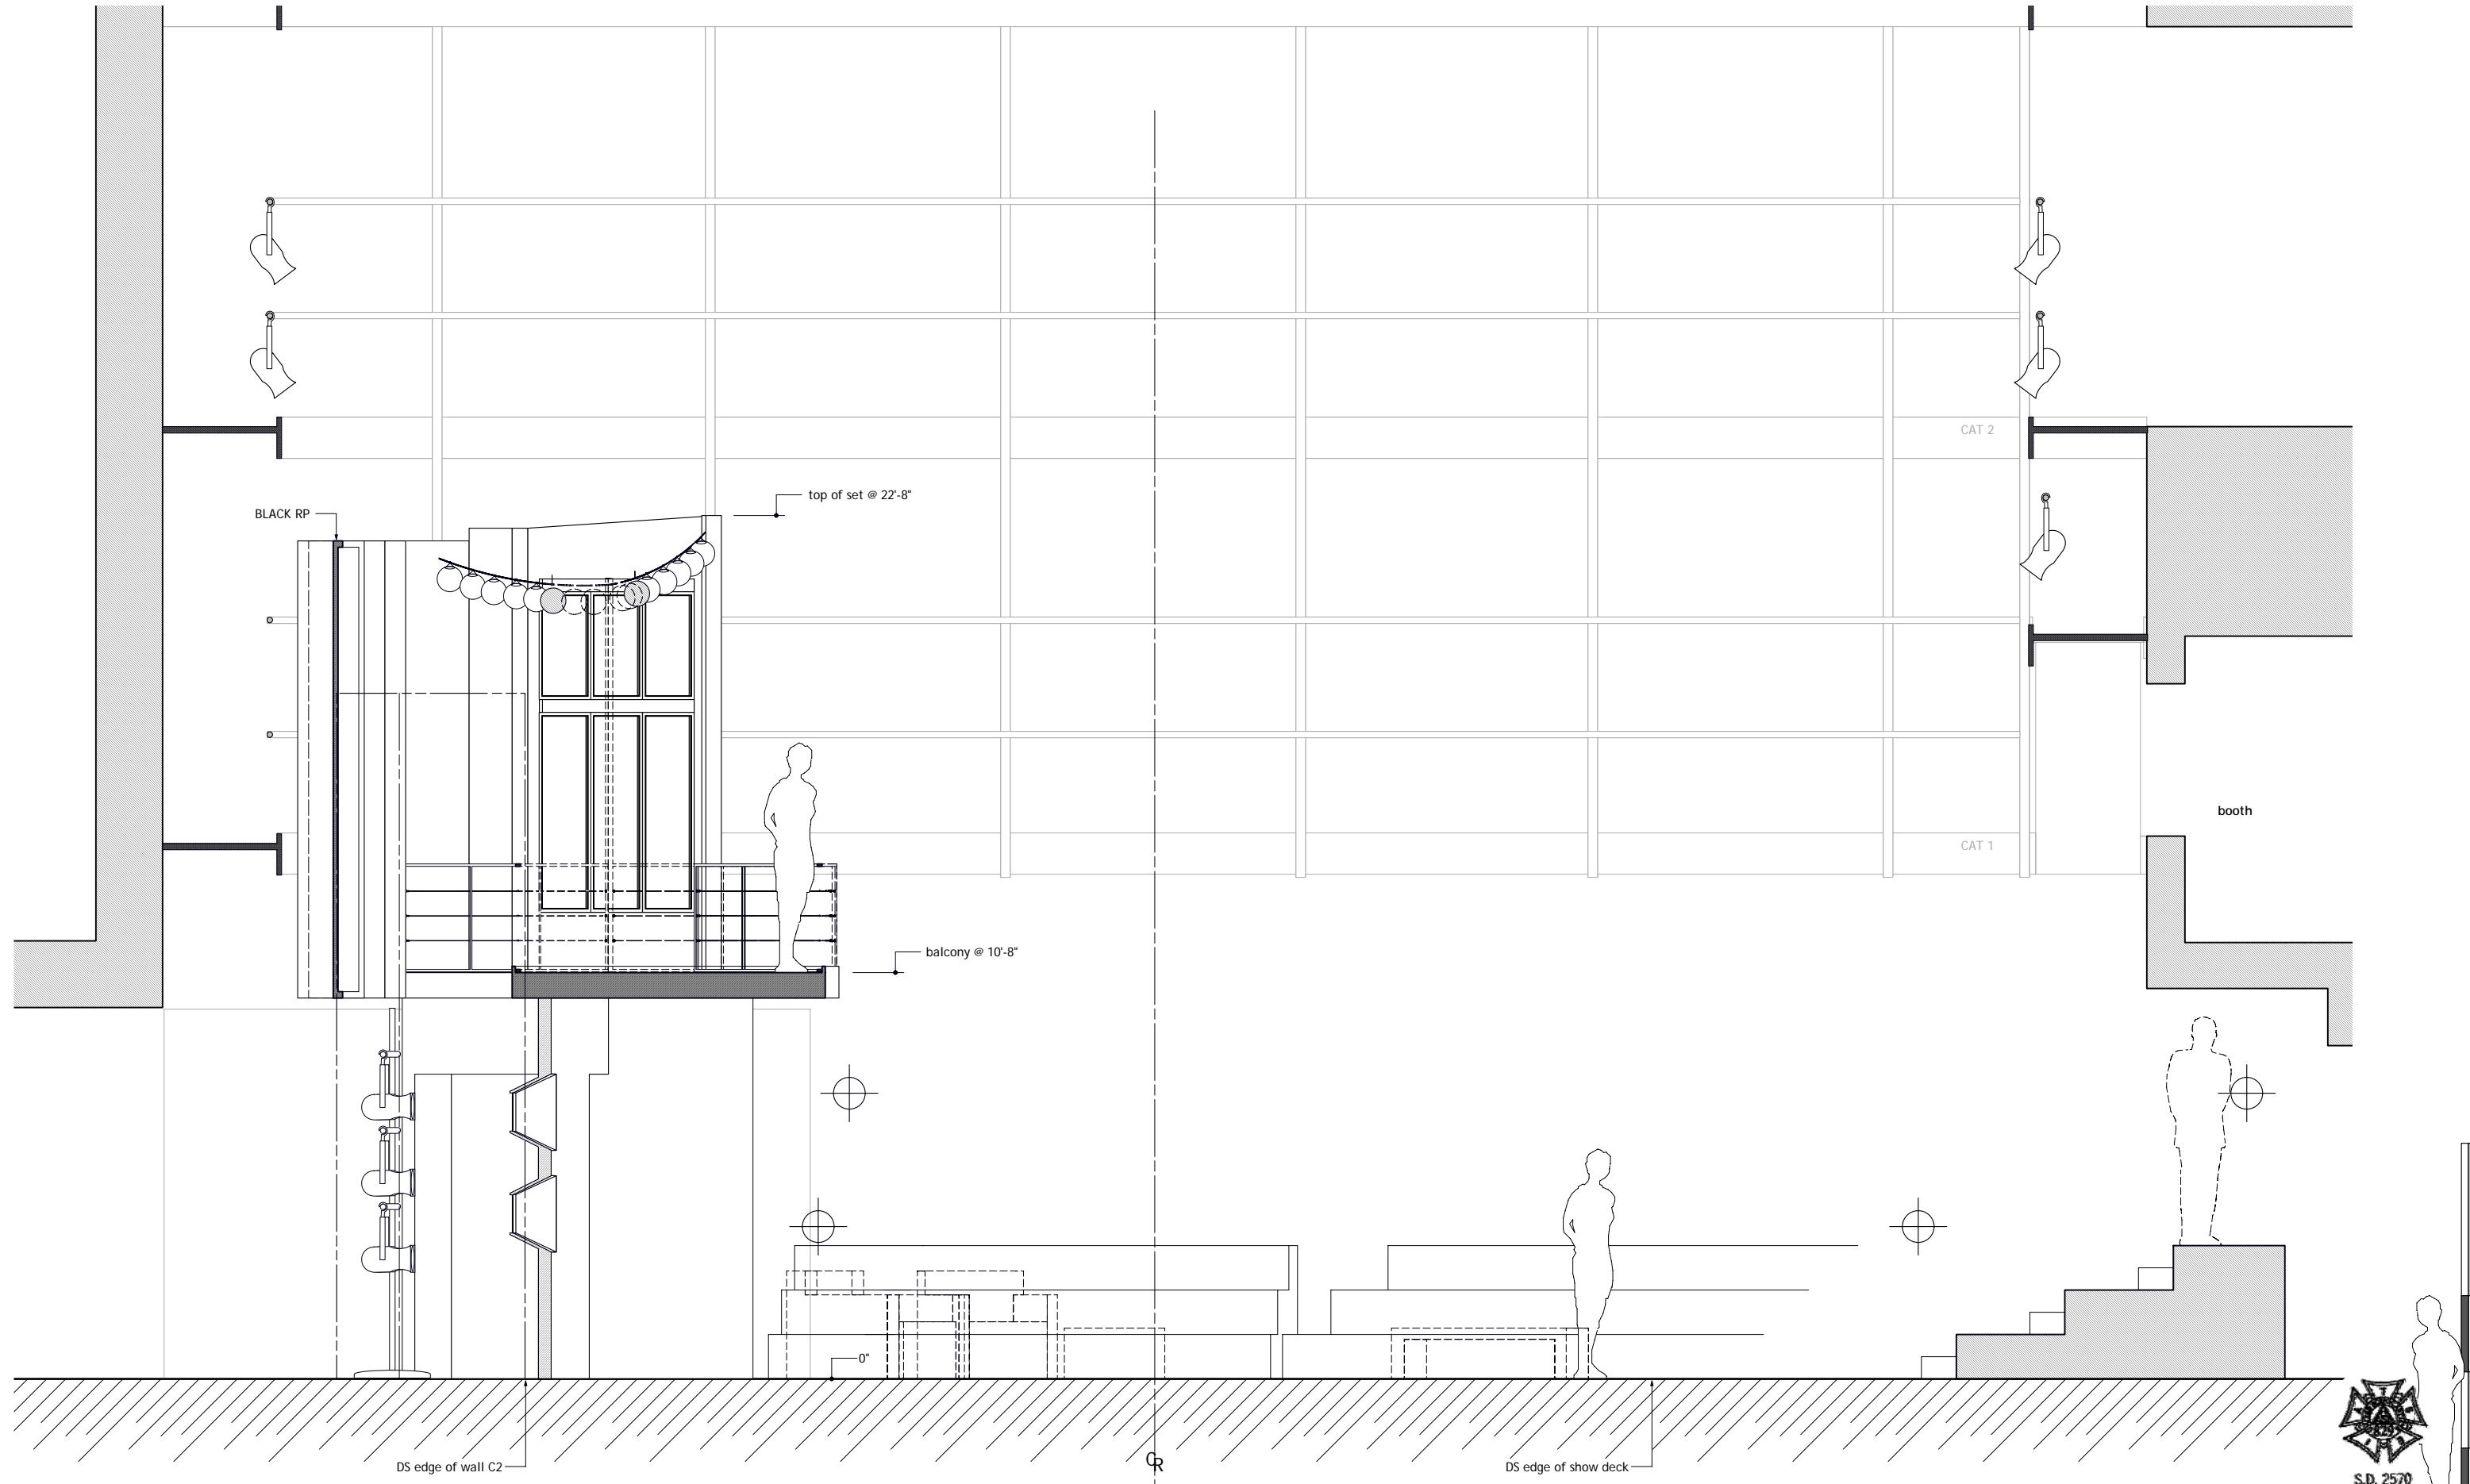 CAT 2
top of set @ 22'-8"
BLACK RP
booth
CAT 1
balcony @ 10'-8"
0"
DS edge of wall C2
CR
DS edge of show deck
S.D. 2570